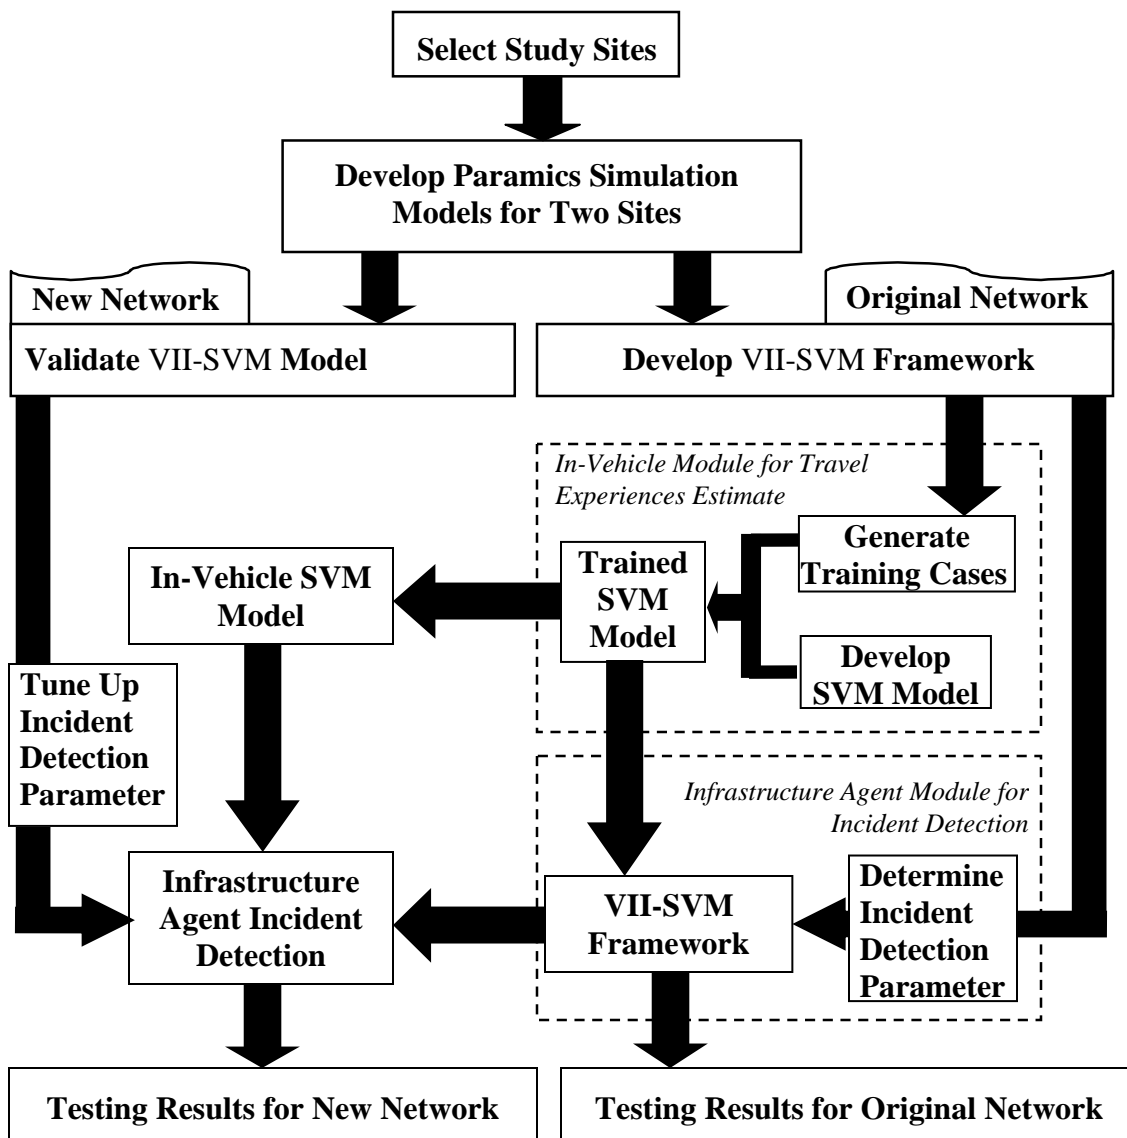 Select Study Sites
Develop Paramics Simulation
Models for Two Sites
New Network
Original Network
Validate VII-SVM Model
Develop VII-SVM Framework
In-Vehicle Module for Travel
Experiences Estimate
Generate
Training Cases
Trained
SVM
Model
In-Vehicle SVM
Model
Develop
SVM Model
Tune Up
Incident
Detection
Parameter
Infrastructure Agent Module for
Incident Detection
Infrastructure
Agent Incident
Detection
VII-SVM
Framework
Determine
Incident
Detection
Parameter
Testing Results for New Network
Testing Results for Original Network